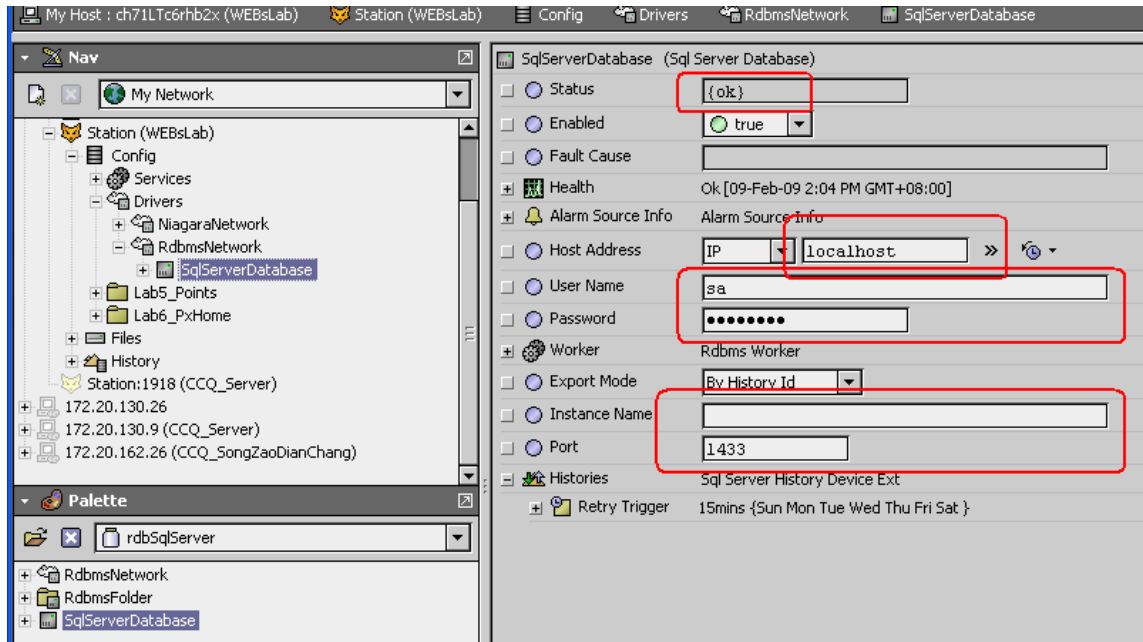 My Host : ch71LTc6rhb2x (WEBsLab) Station (WEBsLab) Config Drivers RdbmsNetwork SqlServerDatabase
Nav
My Network
Station (WEBsLab)
Config
Services
Drivers
NiagaraNetwork
RdbmsNetwork
SqlServerDatabase
Lab5_Points
Lab6_PxHome
Files
History
Station:1918 (CCQ_Server)
172.20.130.26
172.20.130.9 (CCQ_Server)
172.20.162.26 (CCQ_SongZaoDianChang)
Palette
rdbSqlServer
RdbmsNetwork
RdbmsFolder
SqlServerDatabase
SqlServerDatabase (Sql Server Database)
Status {ok}
Enabled true
Fault Cause
Health Ok [09-Feb-09 2:04 PM GMT+08:00]
Alarm Source Info Alarm Source Info
Host Address IP localhost
User Name sa
Password ••••••••
Worker Rdbms Worker
Export Mode By History Id
Instance Name
Port 1433
Histories Sql Server History Device Ext
Retry Trigger 15mins {Sun Mon Tue Wed Thu Fri Sat }